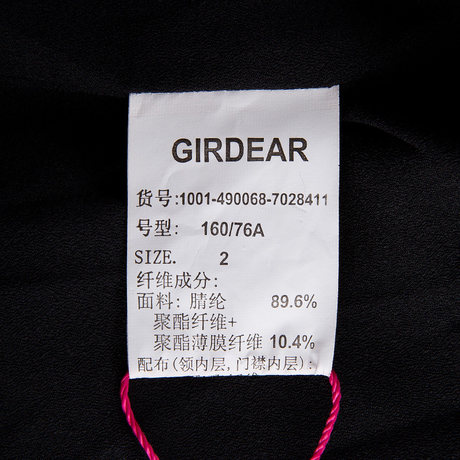 GIRDEAR
货号:1001-490068-7028411
号型: 160/76A
SIZE. 2
纤维成分:
面料: 腈纶 89.6%
聚酯纤维+
聚酯薄膜纤维 10.4%
配布(领内层,门襟内层):